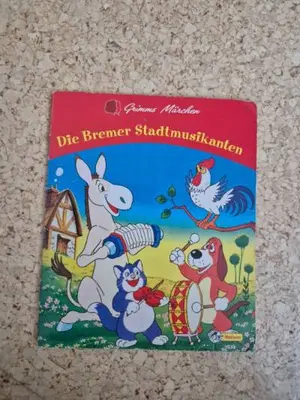 Grimms Märchen
Die Bremer Stadtmusikanten